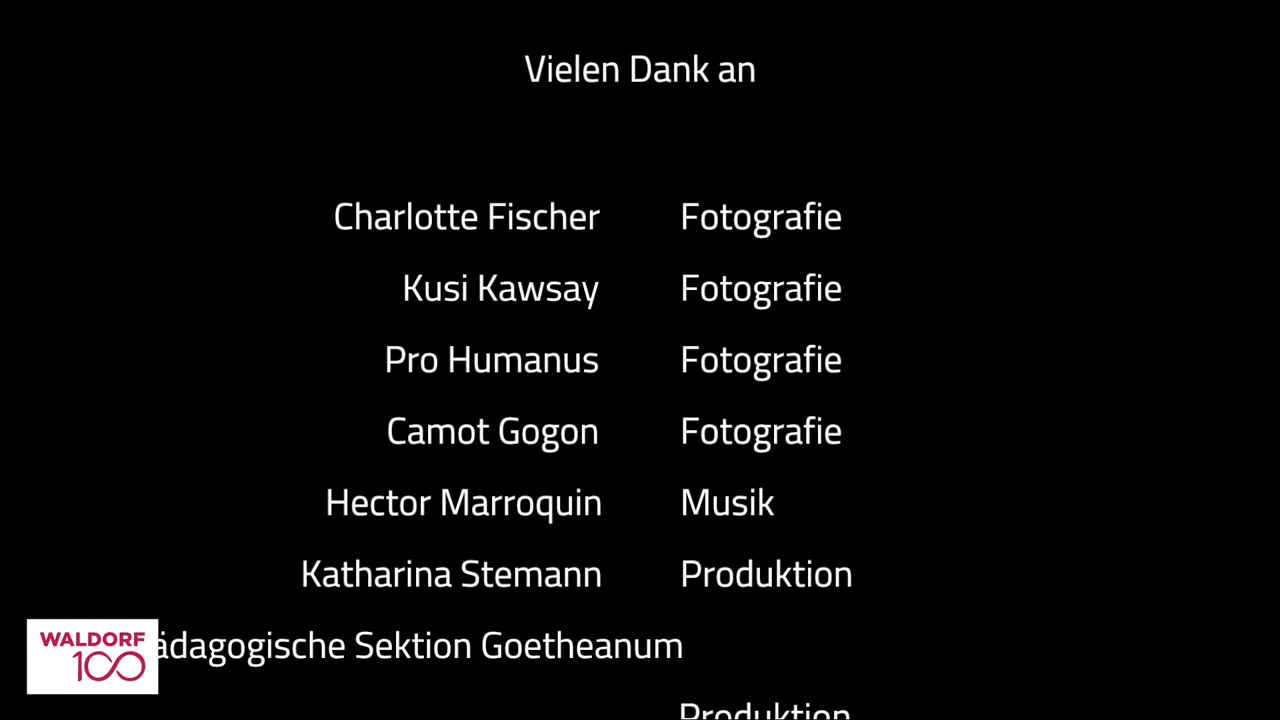 Vielen Dank an
Charlotte Fischer Fotografie
Kusi Kawsay Fotografie
Pro Humanus Fotografie
Camot Gogon Fotografie
Hector Marroquin Musik
Katharina Stemann Produktion
ädagogische Sektion Goetheanum
Produktion
WALDORF
100